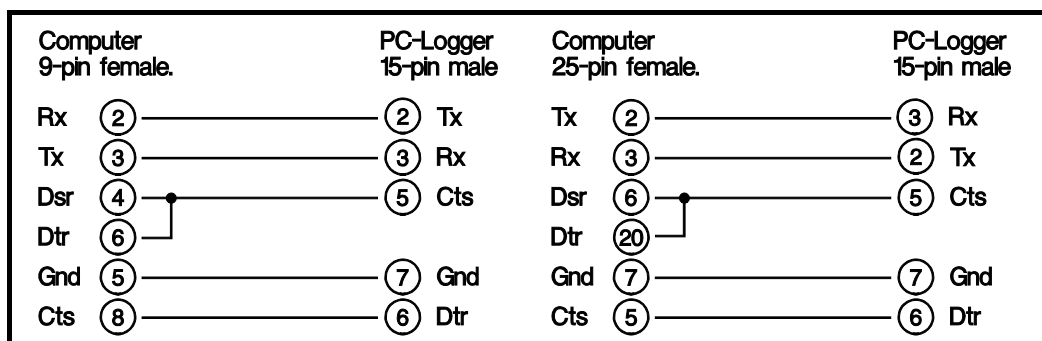 Computer PC-Logger Computer PC-Logger
9-pin female. 15-pin male 25-pin female. 15-pin male
Rx 2 2 Tx Tx 2 3 Rx
Tx 3 3 Rx Rx 3 2 Tx
Dsr 4 5 Cts Dsr 6 5 Cts
Dtr 6 Dtr 20
Gnd 5 7 Gnd Gnd 7 7 Gnd
Cts 8 6 Dtr Cts 5 6 Dtr